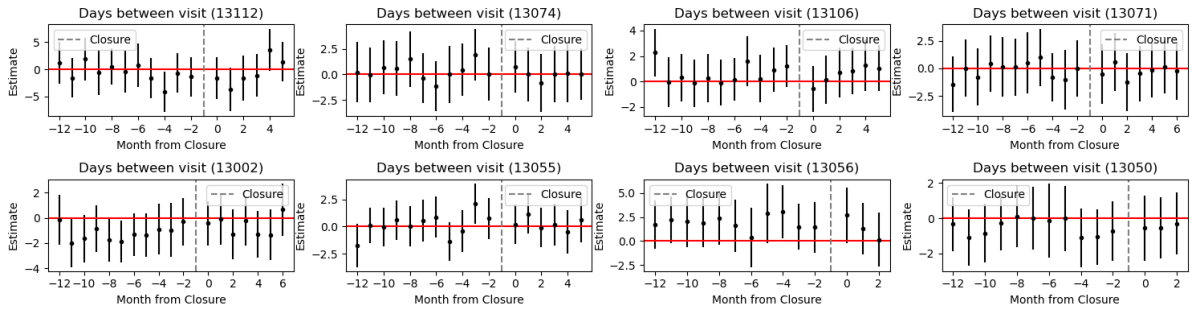 Days between visit (13112)
Closure
Estimate
5
0
−5
−12 −10 −8 −6 −4 −2 0 2 4
Month from Closure
Days between visit (13074)
Closure
Estimate
2.5
0.0
−2.5
−12 −10 −8 −6 −4 −2 0 2 4
Month from Closure
Days between visit (13106)
Closure
Estimate
4
2
0
−2
−12 −10 −8 −6 −4 −2 0 2 4
Month from Closure
Days between visit (13071)
Closure
Estimate
2.5
0.0
−2.5
−12 −10 −8 −6 −4 −2 0 2 4 6
Month from Closure
Days between visit (13002)
Closure
Estimate
2
0
−2
−4
−12 −10 −8 −6 −4 −2 0 2 4 6
Month from Closure
Days between visit (13055)
Closure
Estimate
2.5
0.0
−2.5
−12 −10 −8 −6 −4 −2 0 2 4
Month from Closure
Days between visit (13056)
Closure
Estimate
5.0
2.5
0.0
−2.5
−12 −10 −8 −6 −4 −2 0 2
Month from Closure
Days between visit (13050)
Closure
Estimate
2
0
−2
−12 −10 −8 −6 −4 −2 0 2
Month from Closure